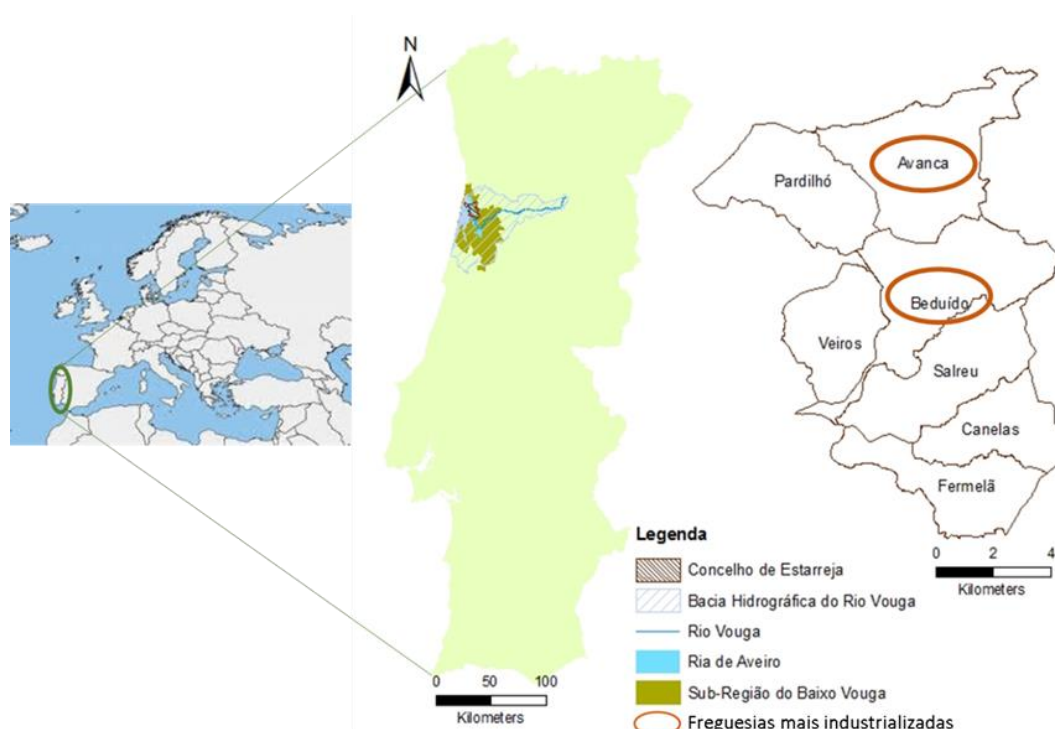 N
Avanca
Pardilhó
Beduído
Veiros
Salreu
Canelas
Fermelã
Legenda
Concelho de Estarreja
Bacia Hidrográfica do Rio Vouga
Rio Vouga
Ria de Aveiro
Sub-Região do Baixo Vouga
Freguesias mais industrializadas
0 2 4
Kilometers
0 50 100
Kilometers